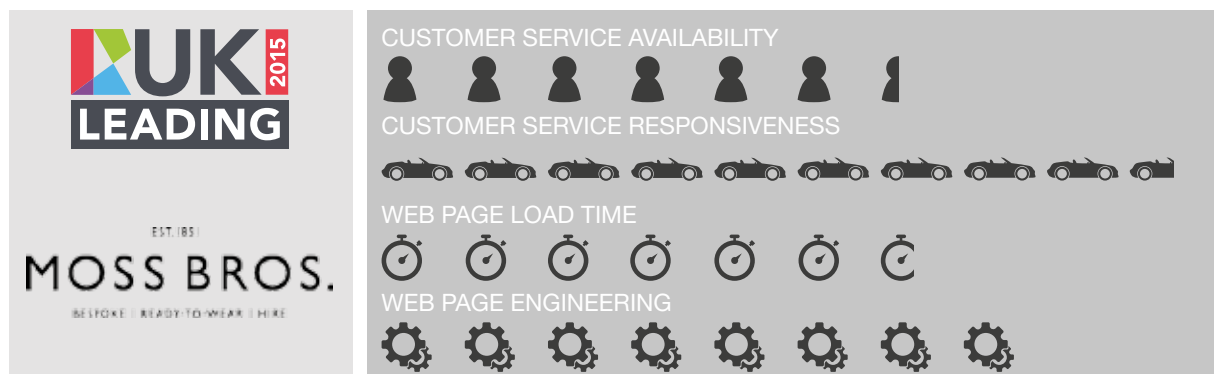 UK
2015
LEADING
EST. 1851
MOSS BROS.
BESPOKE | READY-TO-WEAR | HIRE
CUSTOMER SERVICE AVAILABILITY
CUSTOMER SERVICE RESPONSIVENESS
WEB PAGE LOAD TIME
WEB PAGE ENGINEERING